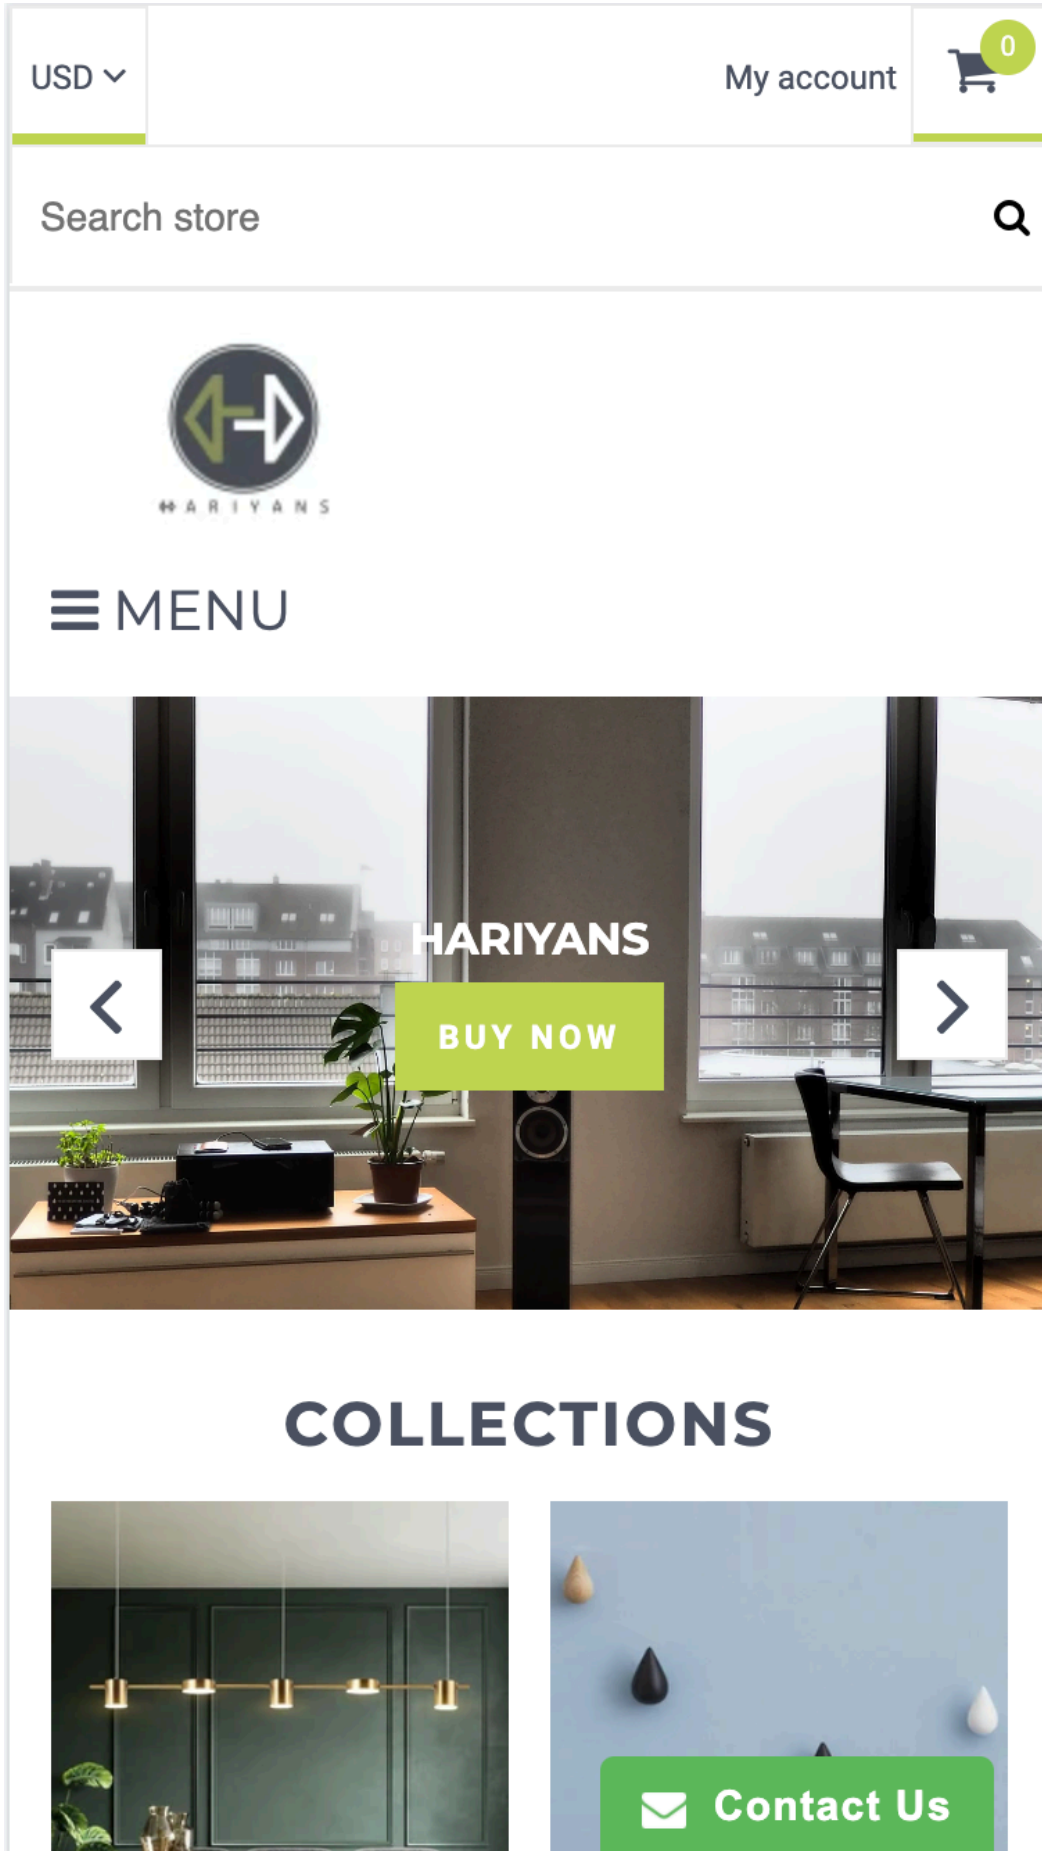 USD
My account
0
Search store
HARIYANS
MENU
HARIYANS
BUY NOW
COLLECTIONS
Contact Us